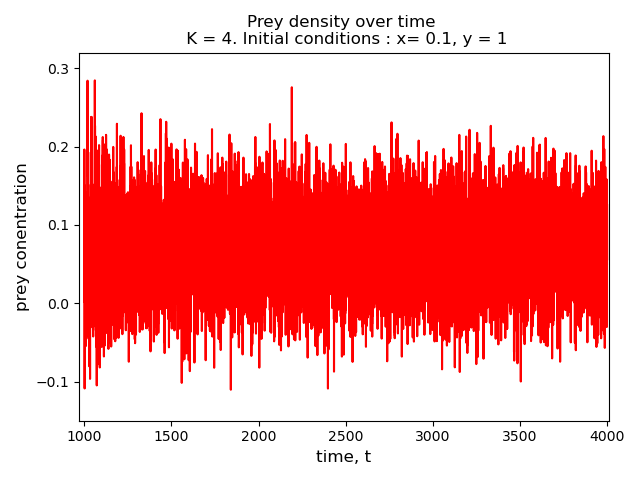 Prey density over time
K = 4. Initial conditions : x= 0.1, y = 1
prey conentration
0.3
0.2
0.1
0.0
−0.1
1000 1500 2000 2500 3000 3500 4000
time, t